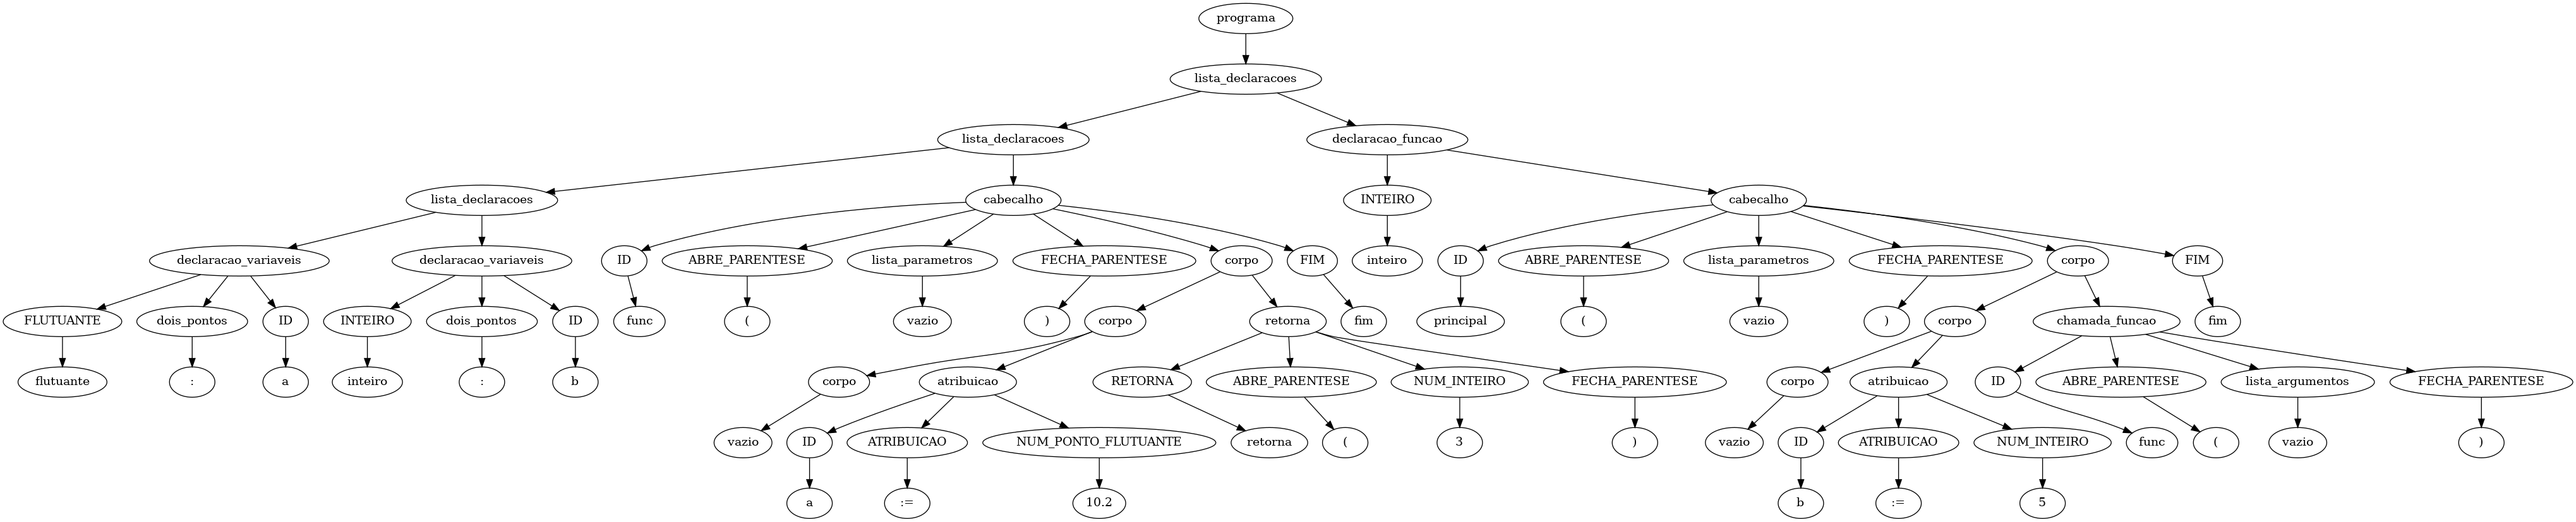 programa
lista_declaracoes
lista_declaracoes declaracao_funcao
lista_declaracoes cabecalho INTEIRO cabecalho
declaracao_variaveis declaracao_variaveis ID ABRE_PARENTESE lista_parametros FECHA_PARENTESE corpo FIM inteiro ID ABRE_PARENTESE lista_parametros FECHA_PARENTESE corpo FIM
FLUTUANTE dois_pontos ID INTEIRO dois_pontos ID func ( vazio ) corpo retorna fim principal ( vazio ) corpo chamada_funcao fim
flutuante : a inteiro : b corpo atribuicao RETORNA ABRE_PARENTESE NUM_INTEIRO FECHA_PARENTESE corpo atribuicao ID ABRE_PARENTESE lista_argumentos FECHA_PARENTESE
vazio ID ATRIBUICAO NUM_PONTO_FLUTUANTE retorna ( 3 ) vazio ID ATRIBUICAO NUM_INTEIRO func ( vazio )
a := 10.2 b := 5